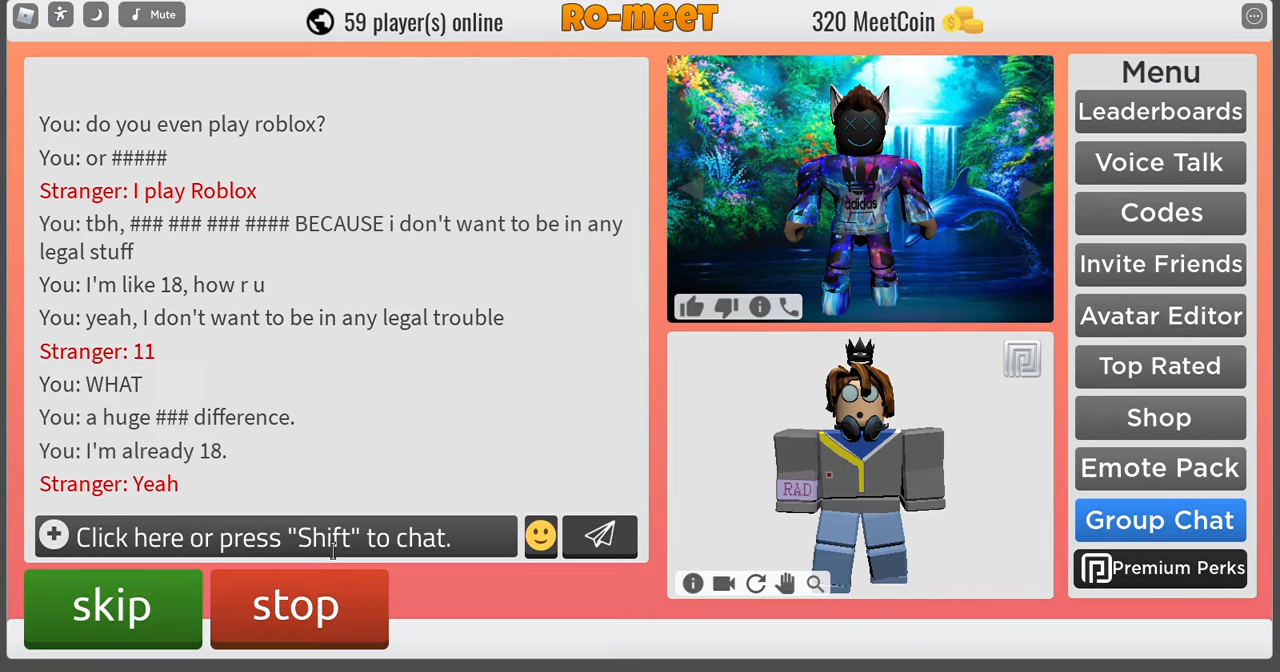 Mute
59 player(s) online
RO-MEET
320 MeetCoin
You: do you even play roblox?
You: or #####
Stranger: I play Roblox
You: tbh, ### ### ### #### BECAUSE i don't want to be in any
legal stuff
You: I'm like 18, how r u
You: yeah, I don't want to be in any legal trouble
Stranger: 11
You: WHAT
You: a huge ### difference.
You: I'm already 18.
Stranger: Yeah
Click here or press "Shift" to chat.
skip
stop
adidas
RAD
Menu
Leaderboards
Voice Talk
Codes
Invite Friends
Avatar Editor
Top Rated
Shop
Emote Pack
Group Chat
Premium Perks